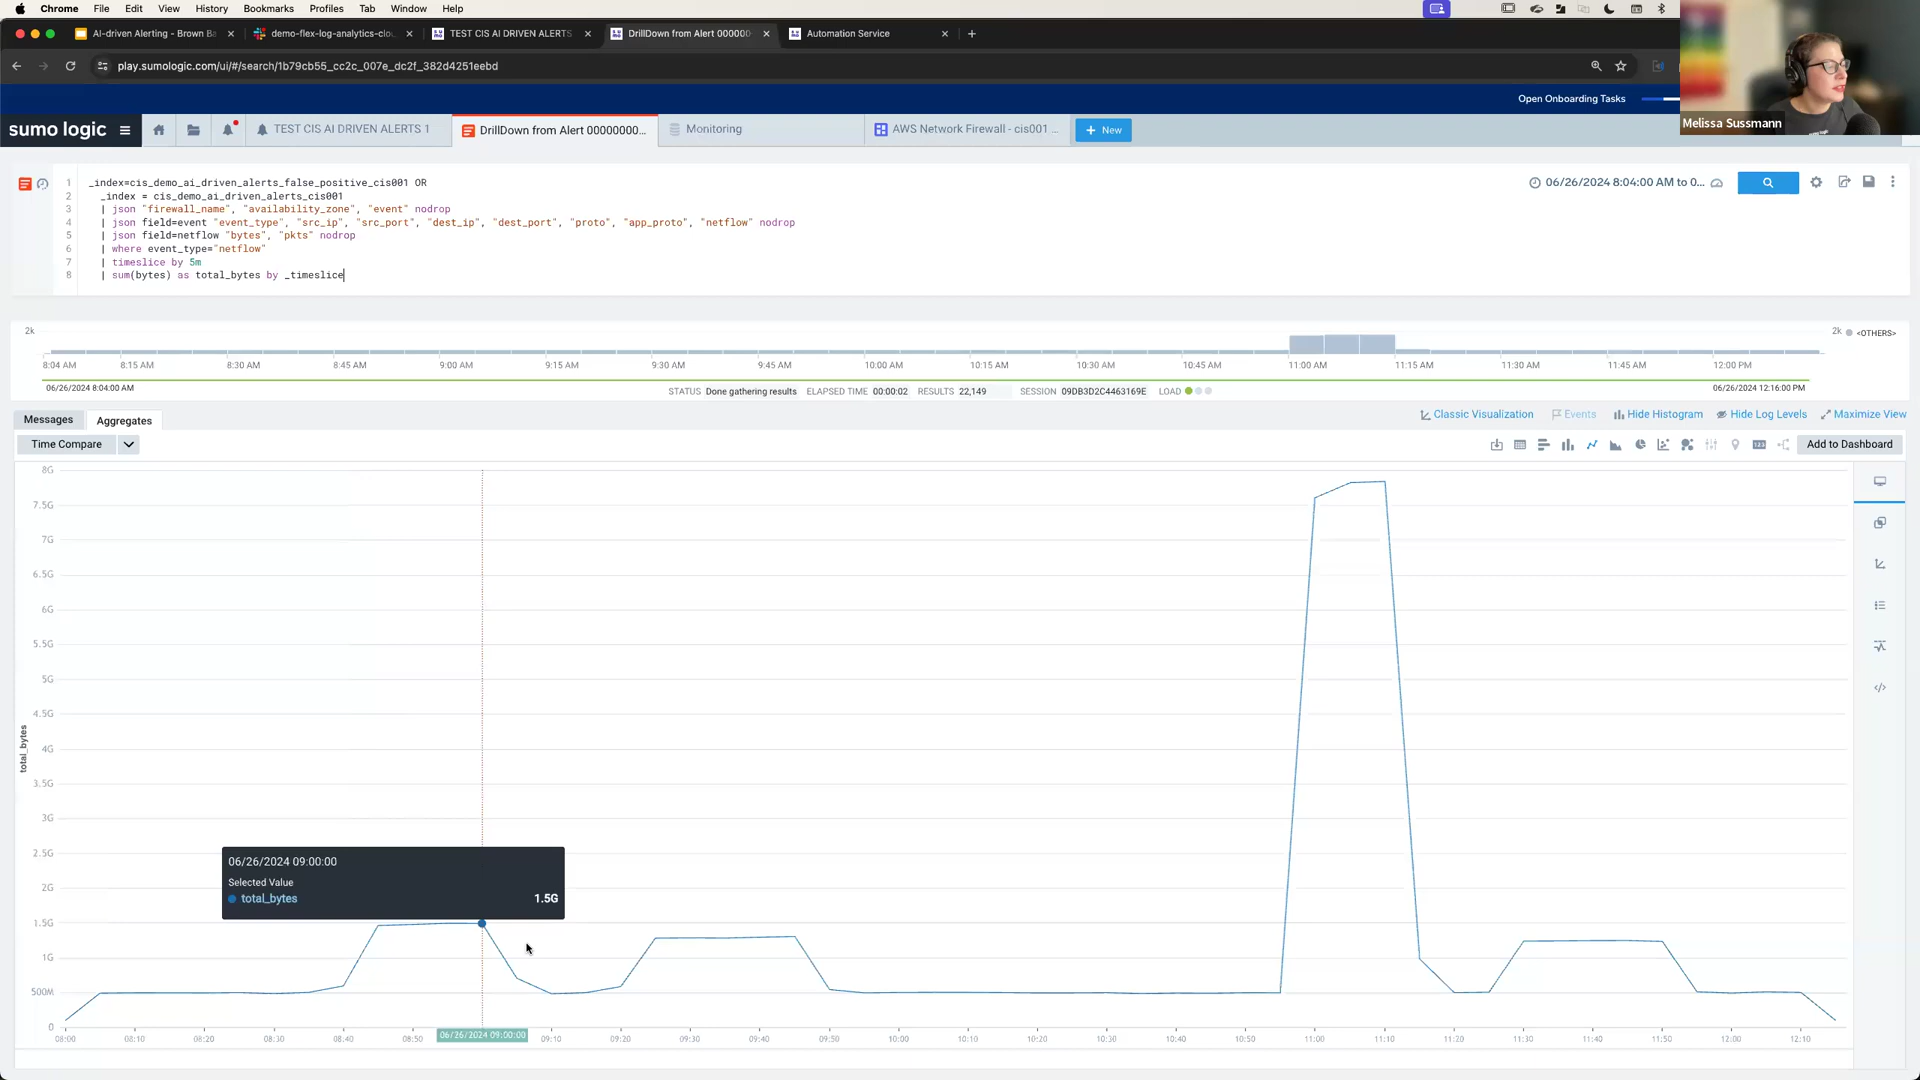 Chrome File Edit View History Bookmarks Profiles Tab Window Help
AI-driven Alerting - Brown Ba
demo-flex-log-analytics-clou
TEST CIS AI DRIVEN ALERTS
DrillDown from Alert 00000000
Automation Service
play.sumologic.com/ui/#/search/1b79cb55_cc2c_007e_dc2f_382d4251eebd
Open Onboarding Tasks
Melissa Sussmann
sumo logic
TEST CIS AI DRIVEN ALERTS 1
DrillDown from Alert 00000000...
Monitoring
AWS Network Firewall - cis001 ...
+ New
1 _index=cis_demo_ai_driven_alerts_false_positive_cis001 OR
2 _index = cis_demo_ai_driven_alerts_cis001
3 | json "firewall_name", "availability_zone", "event" nodrop
4 | json field=event "event_type", "src_ip", "src_port", "dest_ip", "dest_port", "proto", "app_proto", "netflow" nodrop
5 | json field=netflow "bytes", "pkts" nodrop
6 | where event_type="netflow"
7 | timeslice by 5m
8 | sum(bytes) as total_bytes by _timeslice
06/26/2024 8:04:00 AM to 0...
2k
2k <OTHERS>
8:04 AM 8:15 AM 8:30 AM 8:45 AM 9:00 AM 9:15 AM 9:30 AM 9:45 AM 10:00 AM 10:15 AM 10:30 AM 10:45 AM 11:00 AM 11:15 AM 11:30 AM 11:45 AM 12:00 PM
06/26/2024 8:04:00 AM
STATUS Done gathering results ELAPSED TIME 00:00:02 RESULTS 22,149 SESSION 09DB3D2C4463169E LOAD
06/26/2024 12:16:00 PM
Messages Aggregates
Classic Visualization Events Hide Histogram Hide Log Levels Maximize View
Time Compare
Add to Dashboard
8G
7.5G
7G
6.5G
6G
5.5G
5G
4.5G
4G
3.5G
3G
2.5G
2G
1.5G
1G
500M
0
total_bytes
06/26/2024 09:00:00
Selected Value
total_bytes 1.5G
08:00 08:10 08:20 08:30 08:40 08:50 06/26/2024 09:00:00 09:10 09:20 09:30 09:40 09:50 10:00 10:10 10:20 10:30 10:40 10:50 11:00 11:10 11:20 11:30 11:40 11:50 12:00 12:10